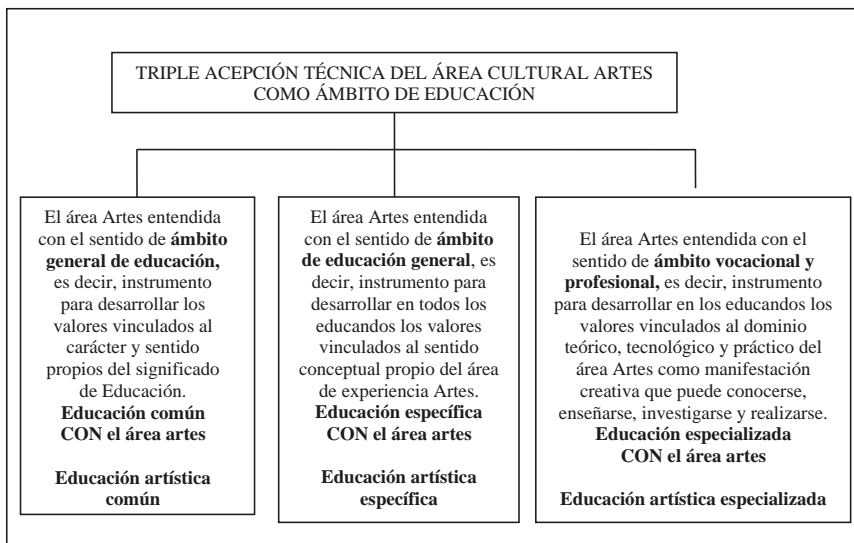 TRIPLE ACEPCIÓN TÉCNICA DEL ÁREA CULTURAL ARTES
COMO ÁMBITO DE EDUCACIÓN
El área Artes entendida
con el sentido de ámbito
general de educación,
es decir, instrumento
para desarrollar los
valores vinculados al
carácter y sentido
propios del significado
de Educación.
Educación común
CON el área artes
Educación artística
común
El área Artes entendida
con el sentido de ámbito
de educación general, es
decir, instrumento para
desarrollar en todos los
educandos los valores
vinculados al sentido
conceptual propio del área
de experiencia Artes.
Educación específica
CON el área artes
Educación artística
específica
El área Artes entendida con el
sentido de ámbito vocacional y
profesional, es decir, instrumento
para desarrollar en los educandos los
valores vinculados al dominio
teórico, tecnológico y práctico del
área Artes como manifestación
creativa que puede conocerse,
enseñarse, investigarse y realizarse.
Educación especializada
CON el área artes
Educación artística especializada